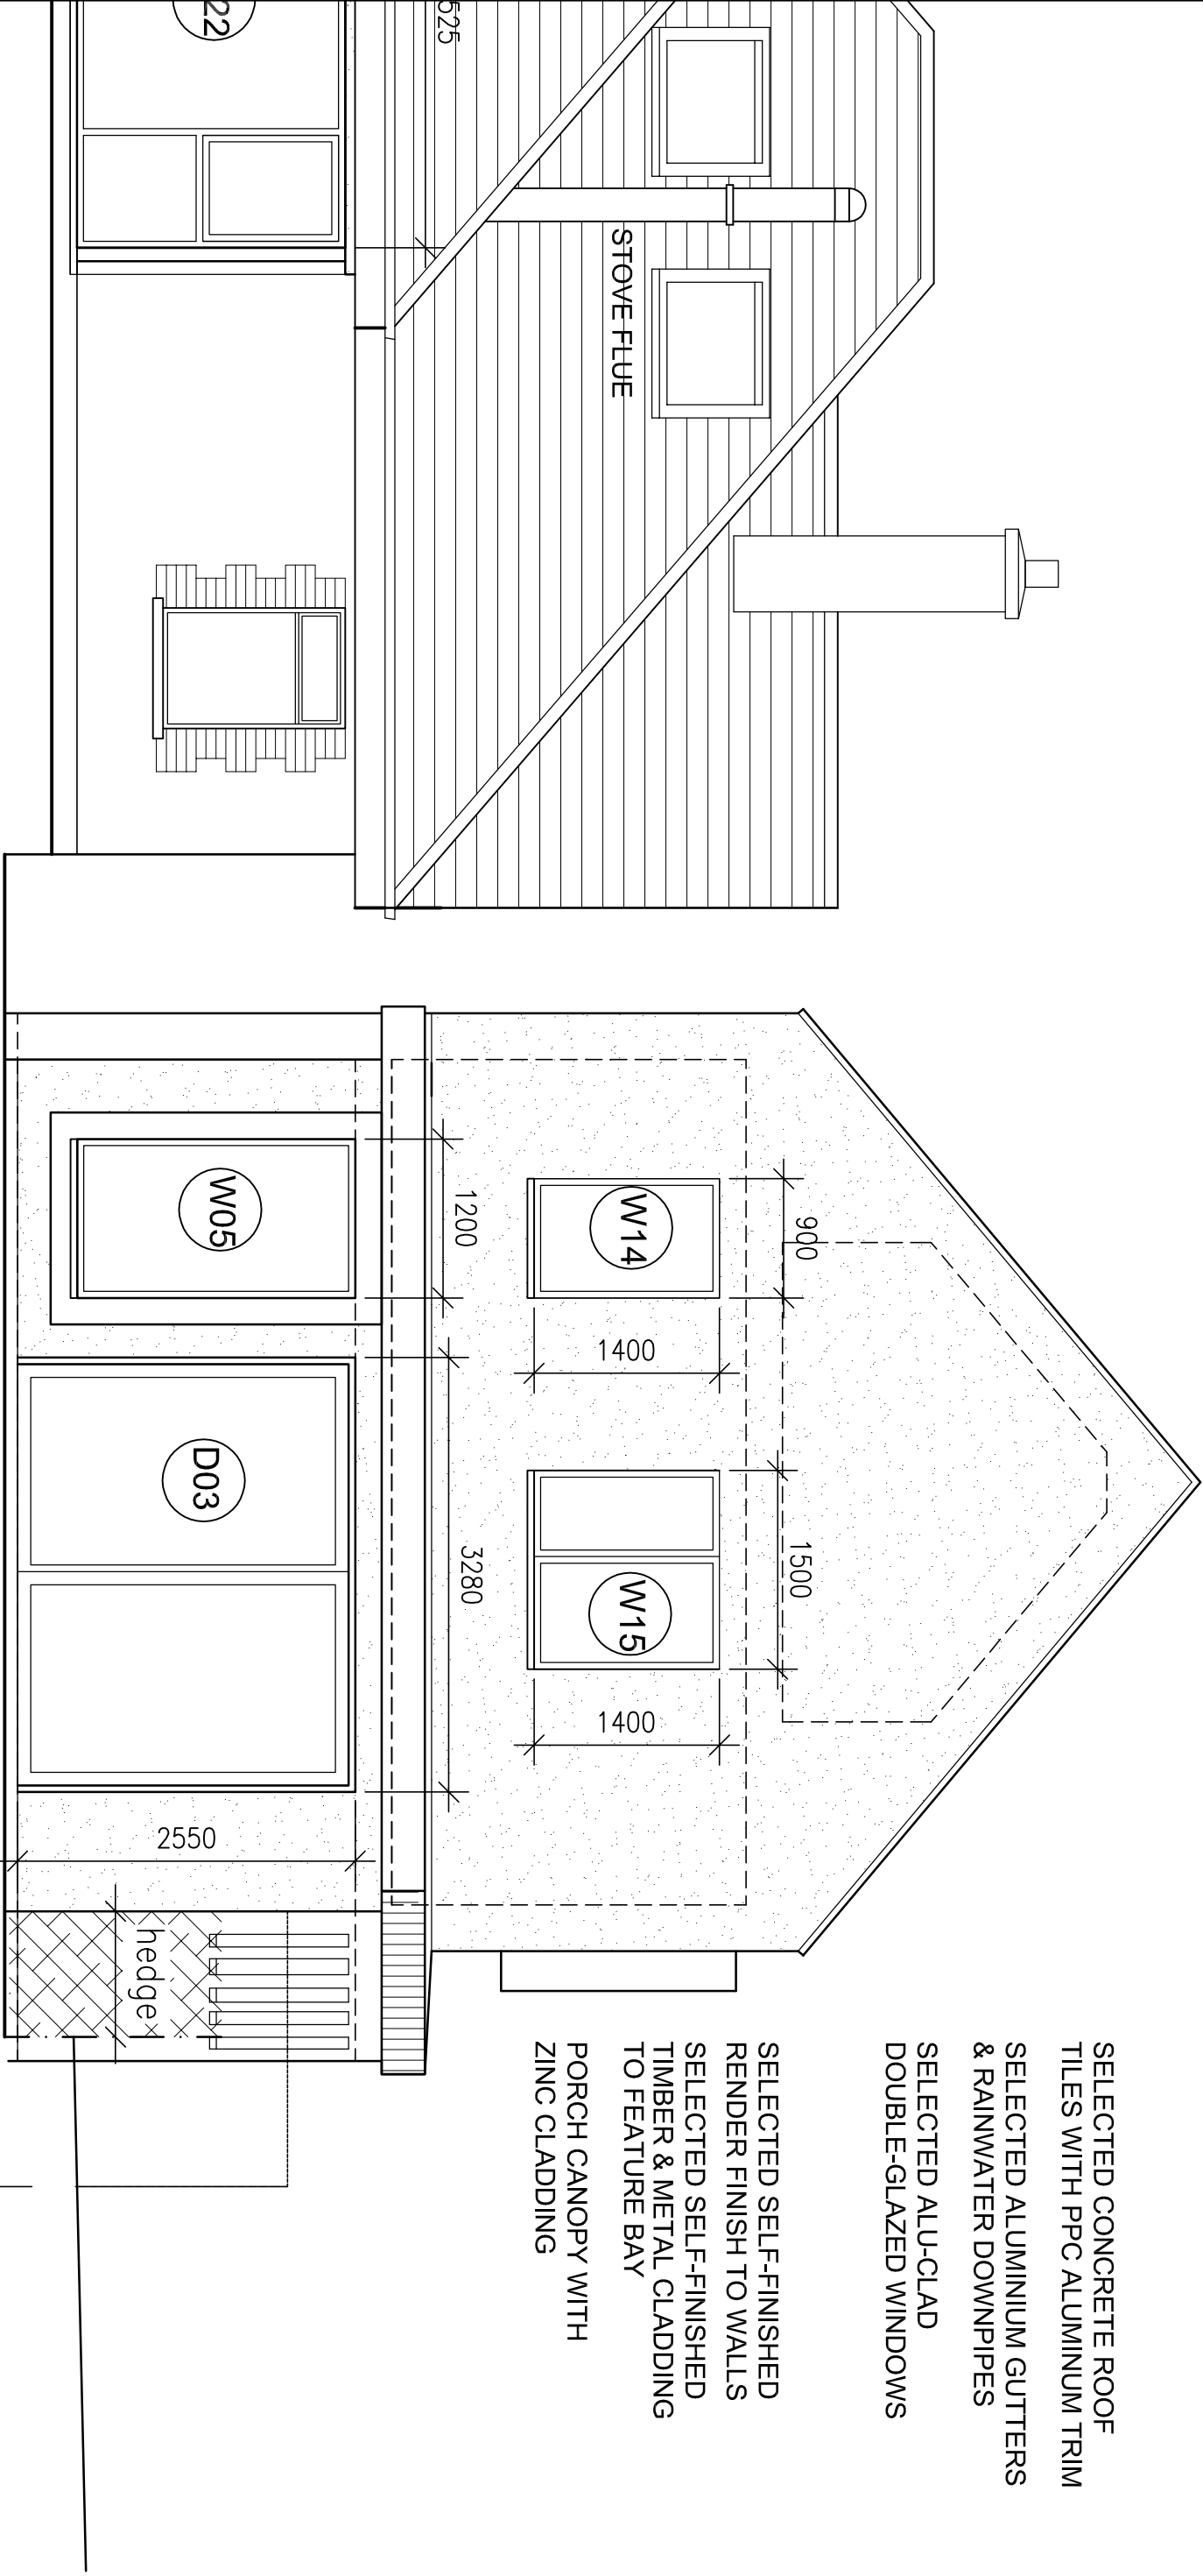 SELECTED CONCRETE ROOF
TILES WITH PPC ALUMINUM TRIM
SELECTED ALUMINIUM GUTTERS
& RAINWATER DOWNPIPES
SELECTED ALU-CLAD
DOUBLE-GLAZED WINDOWS
SELECTED SELF-FINISHED
RENDER FINISH TO WALLS
SELECTED SELF-FINISHED
TIMBER & METAL CLADDING
TO FEATURE BAY
PORCH CANOPY WITH
ZINC CLADDING
STOVE FLUE
900
1500
W14
W15
1400
1400
525
1200
3280
22
W05
D03
2550
hedge